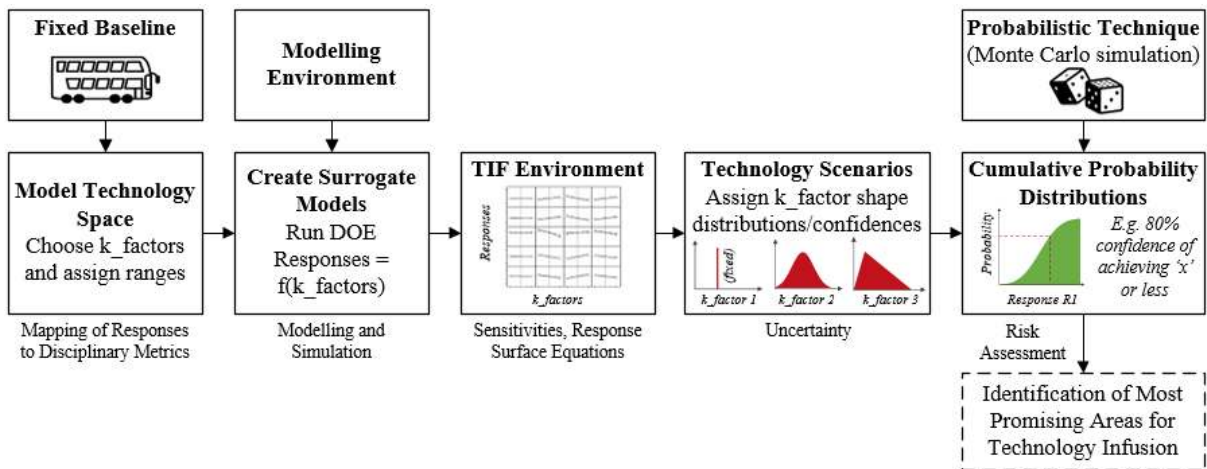 Fixed Baseline
Modelling
Environment
Probabilistic Technique
(Monte Carlo simulation)
Model Technology
Space
Choose k_factors
and assign ranges
Mapping of Responses
to Disciplinary Metrics
Create Surrogate
Models
Run DOE
Responses =
f(k_factors)
Modelling and
Simulation
TIF Environment
Responses
k_factors
Sensitivities, Response
Surface Equations
Technology Scenarios
Assign k_factor shape
distributions/confidences
(fixed)
k_factor 1
k_factor 2
k_factor 3
Uncertainty
Cumulative Probability
Distributions
Probability
Response R1
E.g. 80%
confidence of
achieving ‘x’
or less
Risk
Assessment
Identification of Most
Promising Areas for
Technology Infusion